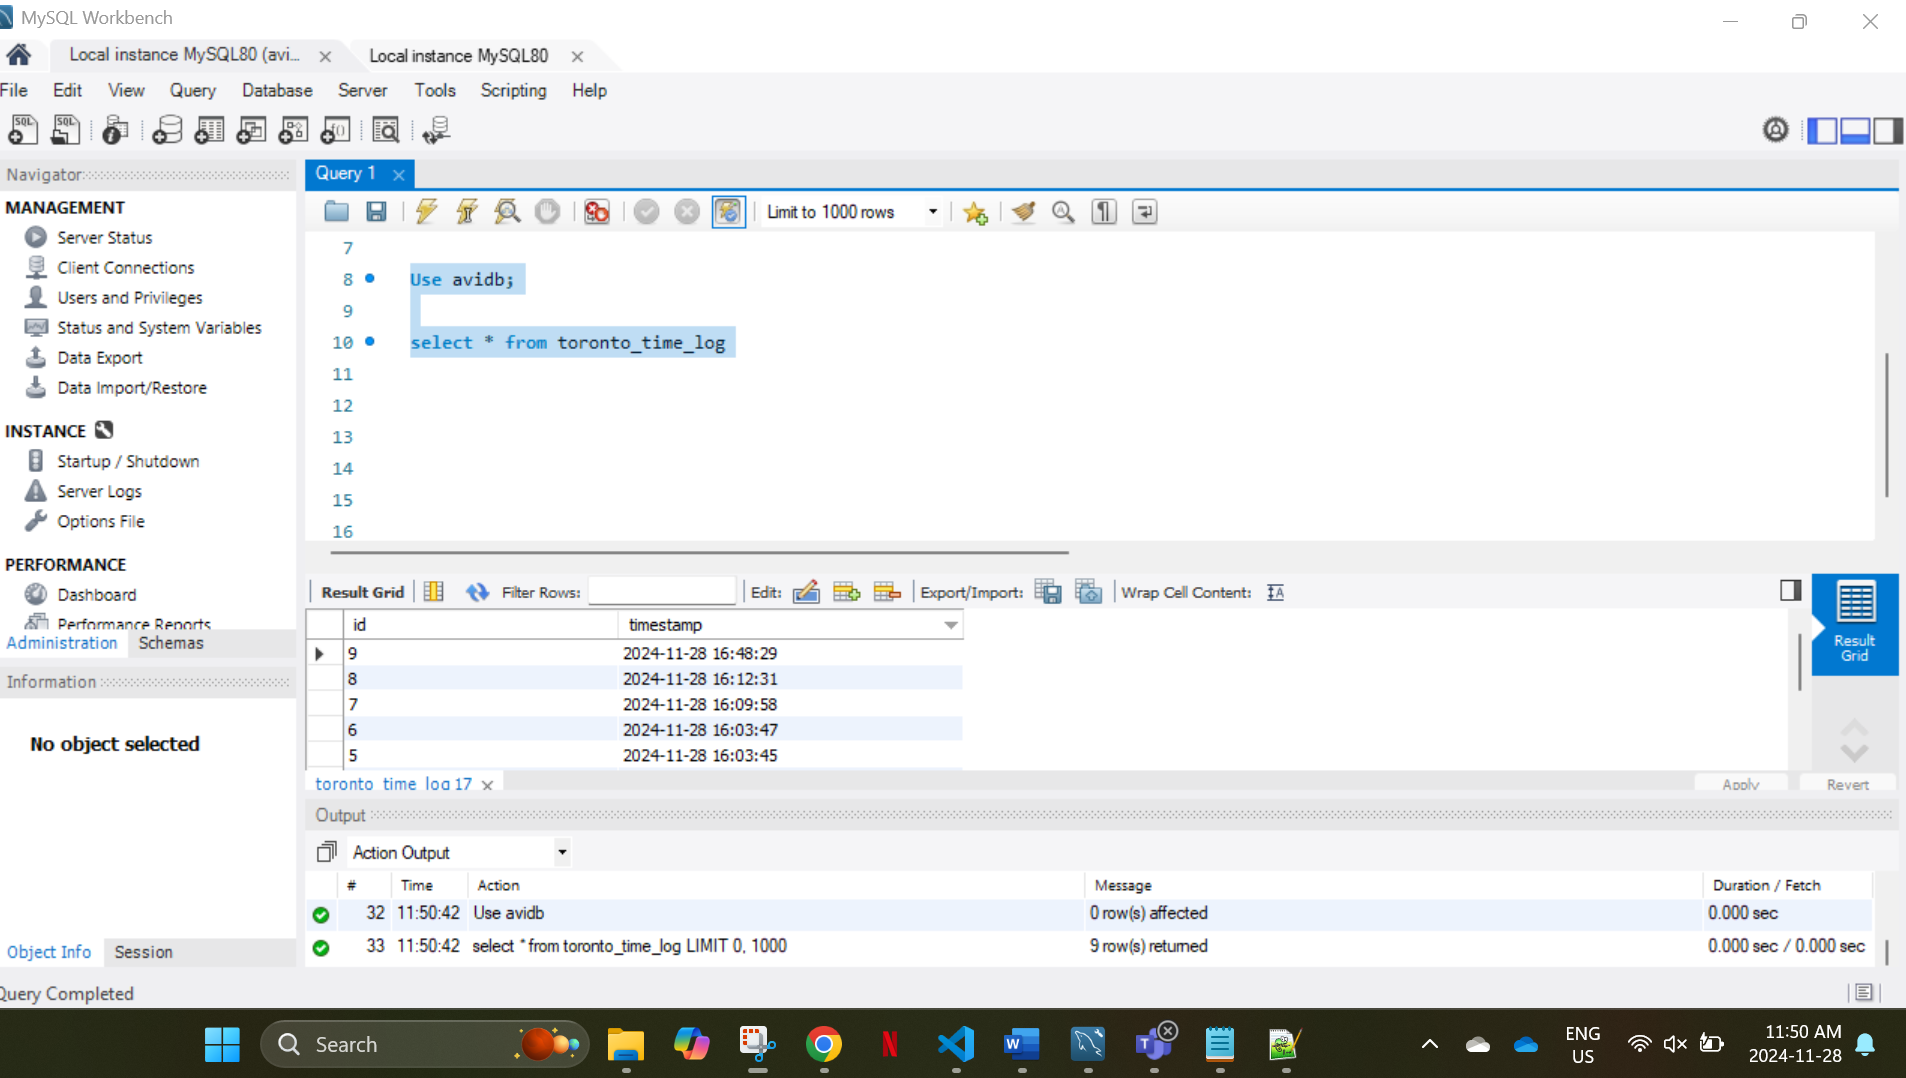 MySQL Workbench
Local instance MySQL80 (avi...
Local instance MySQL80
File Edit View Query Database Server Tools Scripting Help
Navigator
MANAGEMENT
Server Status
Client Connections
Users and Privileges
Status and System Variables
Data Export
Data Import/Restore
INSTANCE
Startup / Shutdown
Server Logs
Options File
PERFORMANCE
Dashboard
Performance Reports
Administration Schemas
Information
No object selected
Object Info Session
Query 1
Limit to 1000 rows
7
8 Use avidb;
9
10 select * from toronto_time_log
11
12
13
14
15
16
Result Grid Filter Rows: Edit: Export/Import: Wrap Cell Content:
id timestamp
9 2024-11-28 16:48:29
8 2024-11-28 16:12:31
7 2024-11-28 16:09:58
6 2024-11-28 16:03:47
5 2024-11-28 16:03:45
Result
Grid
toronto_time_log 17 Apply Revert
Output
Action Output
# Time Action Message Duration / Fetch
32 11:50:42 Use avidb 0 row(s) affected 0.000 sec
33 11:50:42 select * from toronto_time_log LIMIT 0, 1000 9 row(s) returned 0.000 sec / 0.000 sec
Query Completed
Search
ENG
US
11:50 AM
2024-11-28